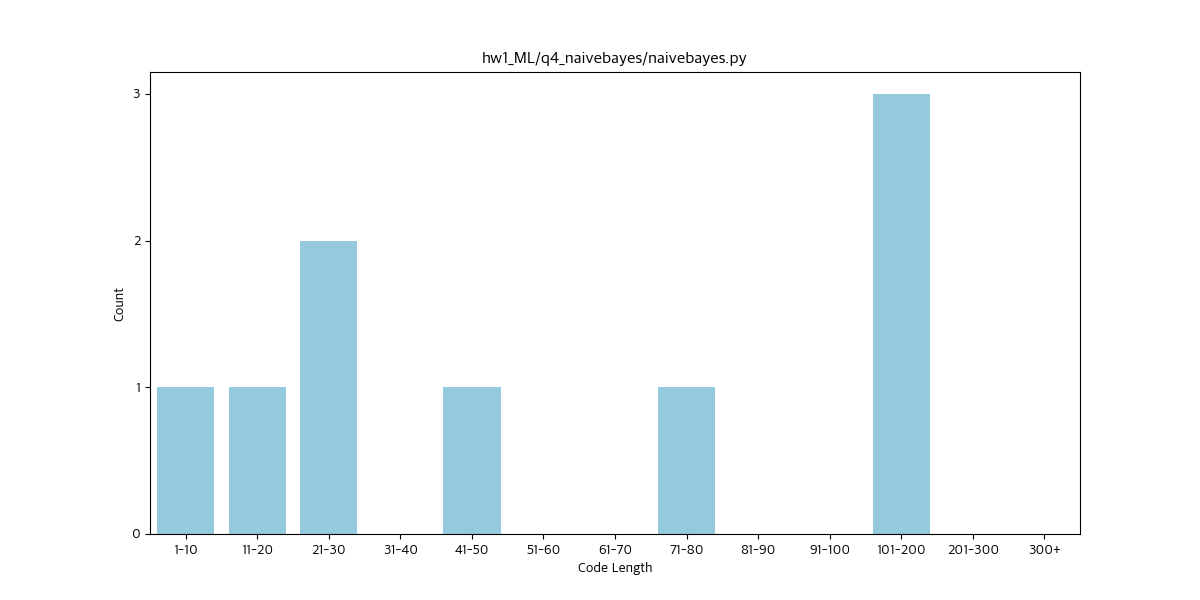 hw1_ML/q4_naivebayes/naivebayes.py
3
2
1
0
Count
1-10 11-20 21-30 31-40 41-50 51-60 61-70 71-80 81-90 91-100 101-200 201-300 300+
Code Length